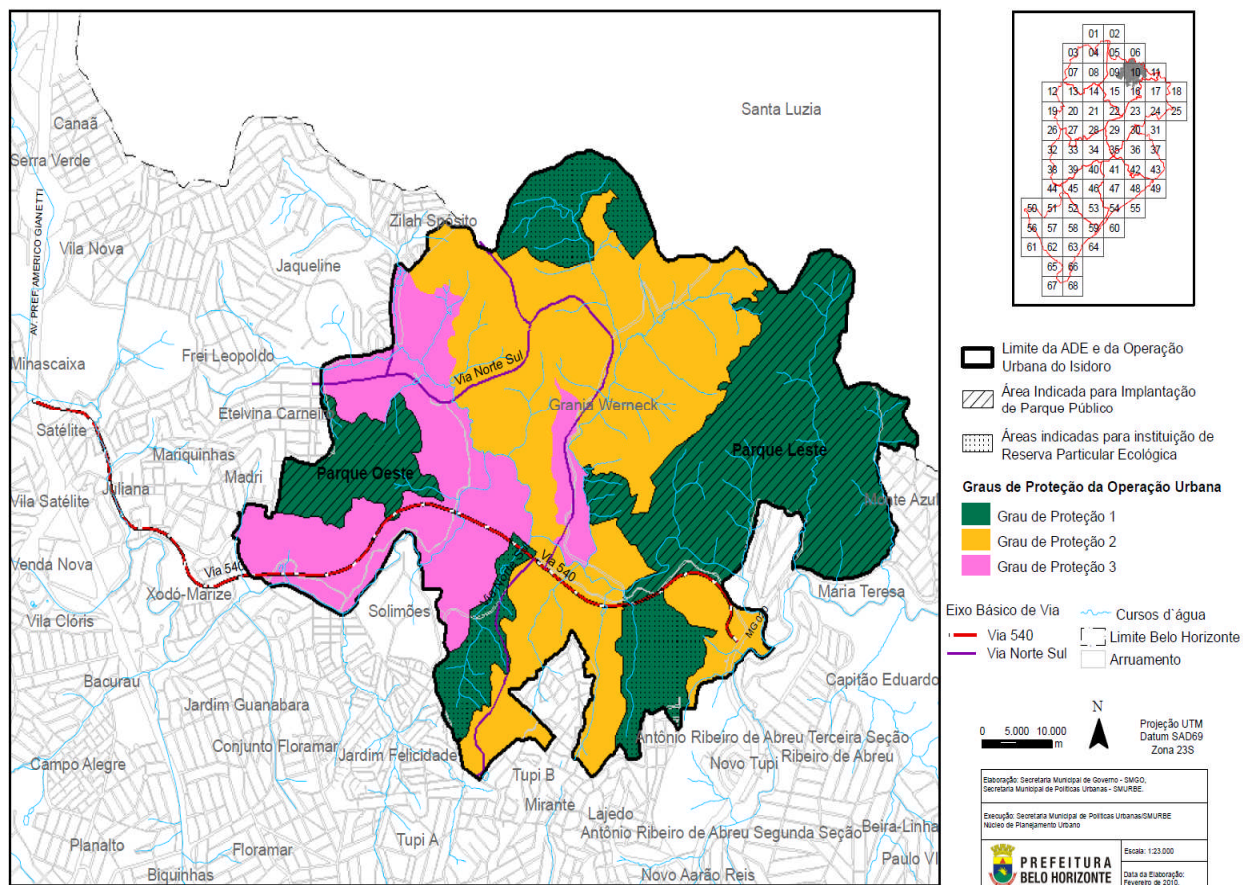 Santa Luzia
Canaã
Serra Verde
Zilah Spósito
Vila Nova
AV. PREF. AMERICO GIANETTI
Jaqueline
Minascaixa
Frei Leopoldo
Via Norte Sul
Etelvina Carneiro
Granja Werneck
Satélite
Mariquinhas
Parque Oeste
Parque Leste
Madri
Juliana
Vila Satélite
Monte Azul
Venda Nova
Via 540
Via 540
Xodó-Marize
Solimões
Maria Teresa
Vila Clóris
Bacurau
Capitão Eduardo
Jardim Guanabara
Conjunto Floramar
Jardim Felicidade
Antônio Ribeiro de Abreu Terceira Seção
Novo Tupi
Ribeiro de Abreu
Campo Alegre
Tupi B
Mirante
Lajedo
Antônio Ribeiro de Abreu Segunda Seção
Beira-Linha
Planalto
Floramar
Tupi A
Paulo VI
Biquinhas
Novo Aarão Reis
01 02
03 04 05 06
07 08 09 10 11
12 13 14 15 16 17 18
19 20 21 22 23 24 25
26 27 28 29 30 31
32 33 34 35 36 37
38 39 40 41 42 43
44 45 46 47 48 49
50 51 52 53 54 55
56 57 58 59 60
61 62 63 64
65 66
67 68
Limite da ADE e da Operação
Urbana do Isidoro
Área Indicada para Implantação
de Parque Público
Áreas indicadas para instituição de
Reserva Particular Ecológica
Graus de Proteção da Operação Urbana
Grau de Proteção 1
Grau de Proteção 2
Grau de Proteção 3
Eixo Básico de Via
Via 540
Via Norte Sul
Cursos d`água
Limite Belo Horizonte
Arruamento
0 5.000 10.000
m
N
Projeção UTM
Datum SAD69
Zona 23S
Elaboração: Secretaria Municipal de Governo - SMGO,
Secretaria Municipal de Políticas Urbanas - SMURBE.
Execução: Secretaria Municipal de Políticas Urbanas/SMURBE
Núcleo de Planejamento Urbano
PREFEITURA
BELO HORIZONTE
Escala: 1:23.000
Data da Elaboração:
Fevereiro de 2010.